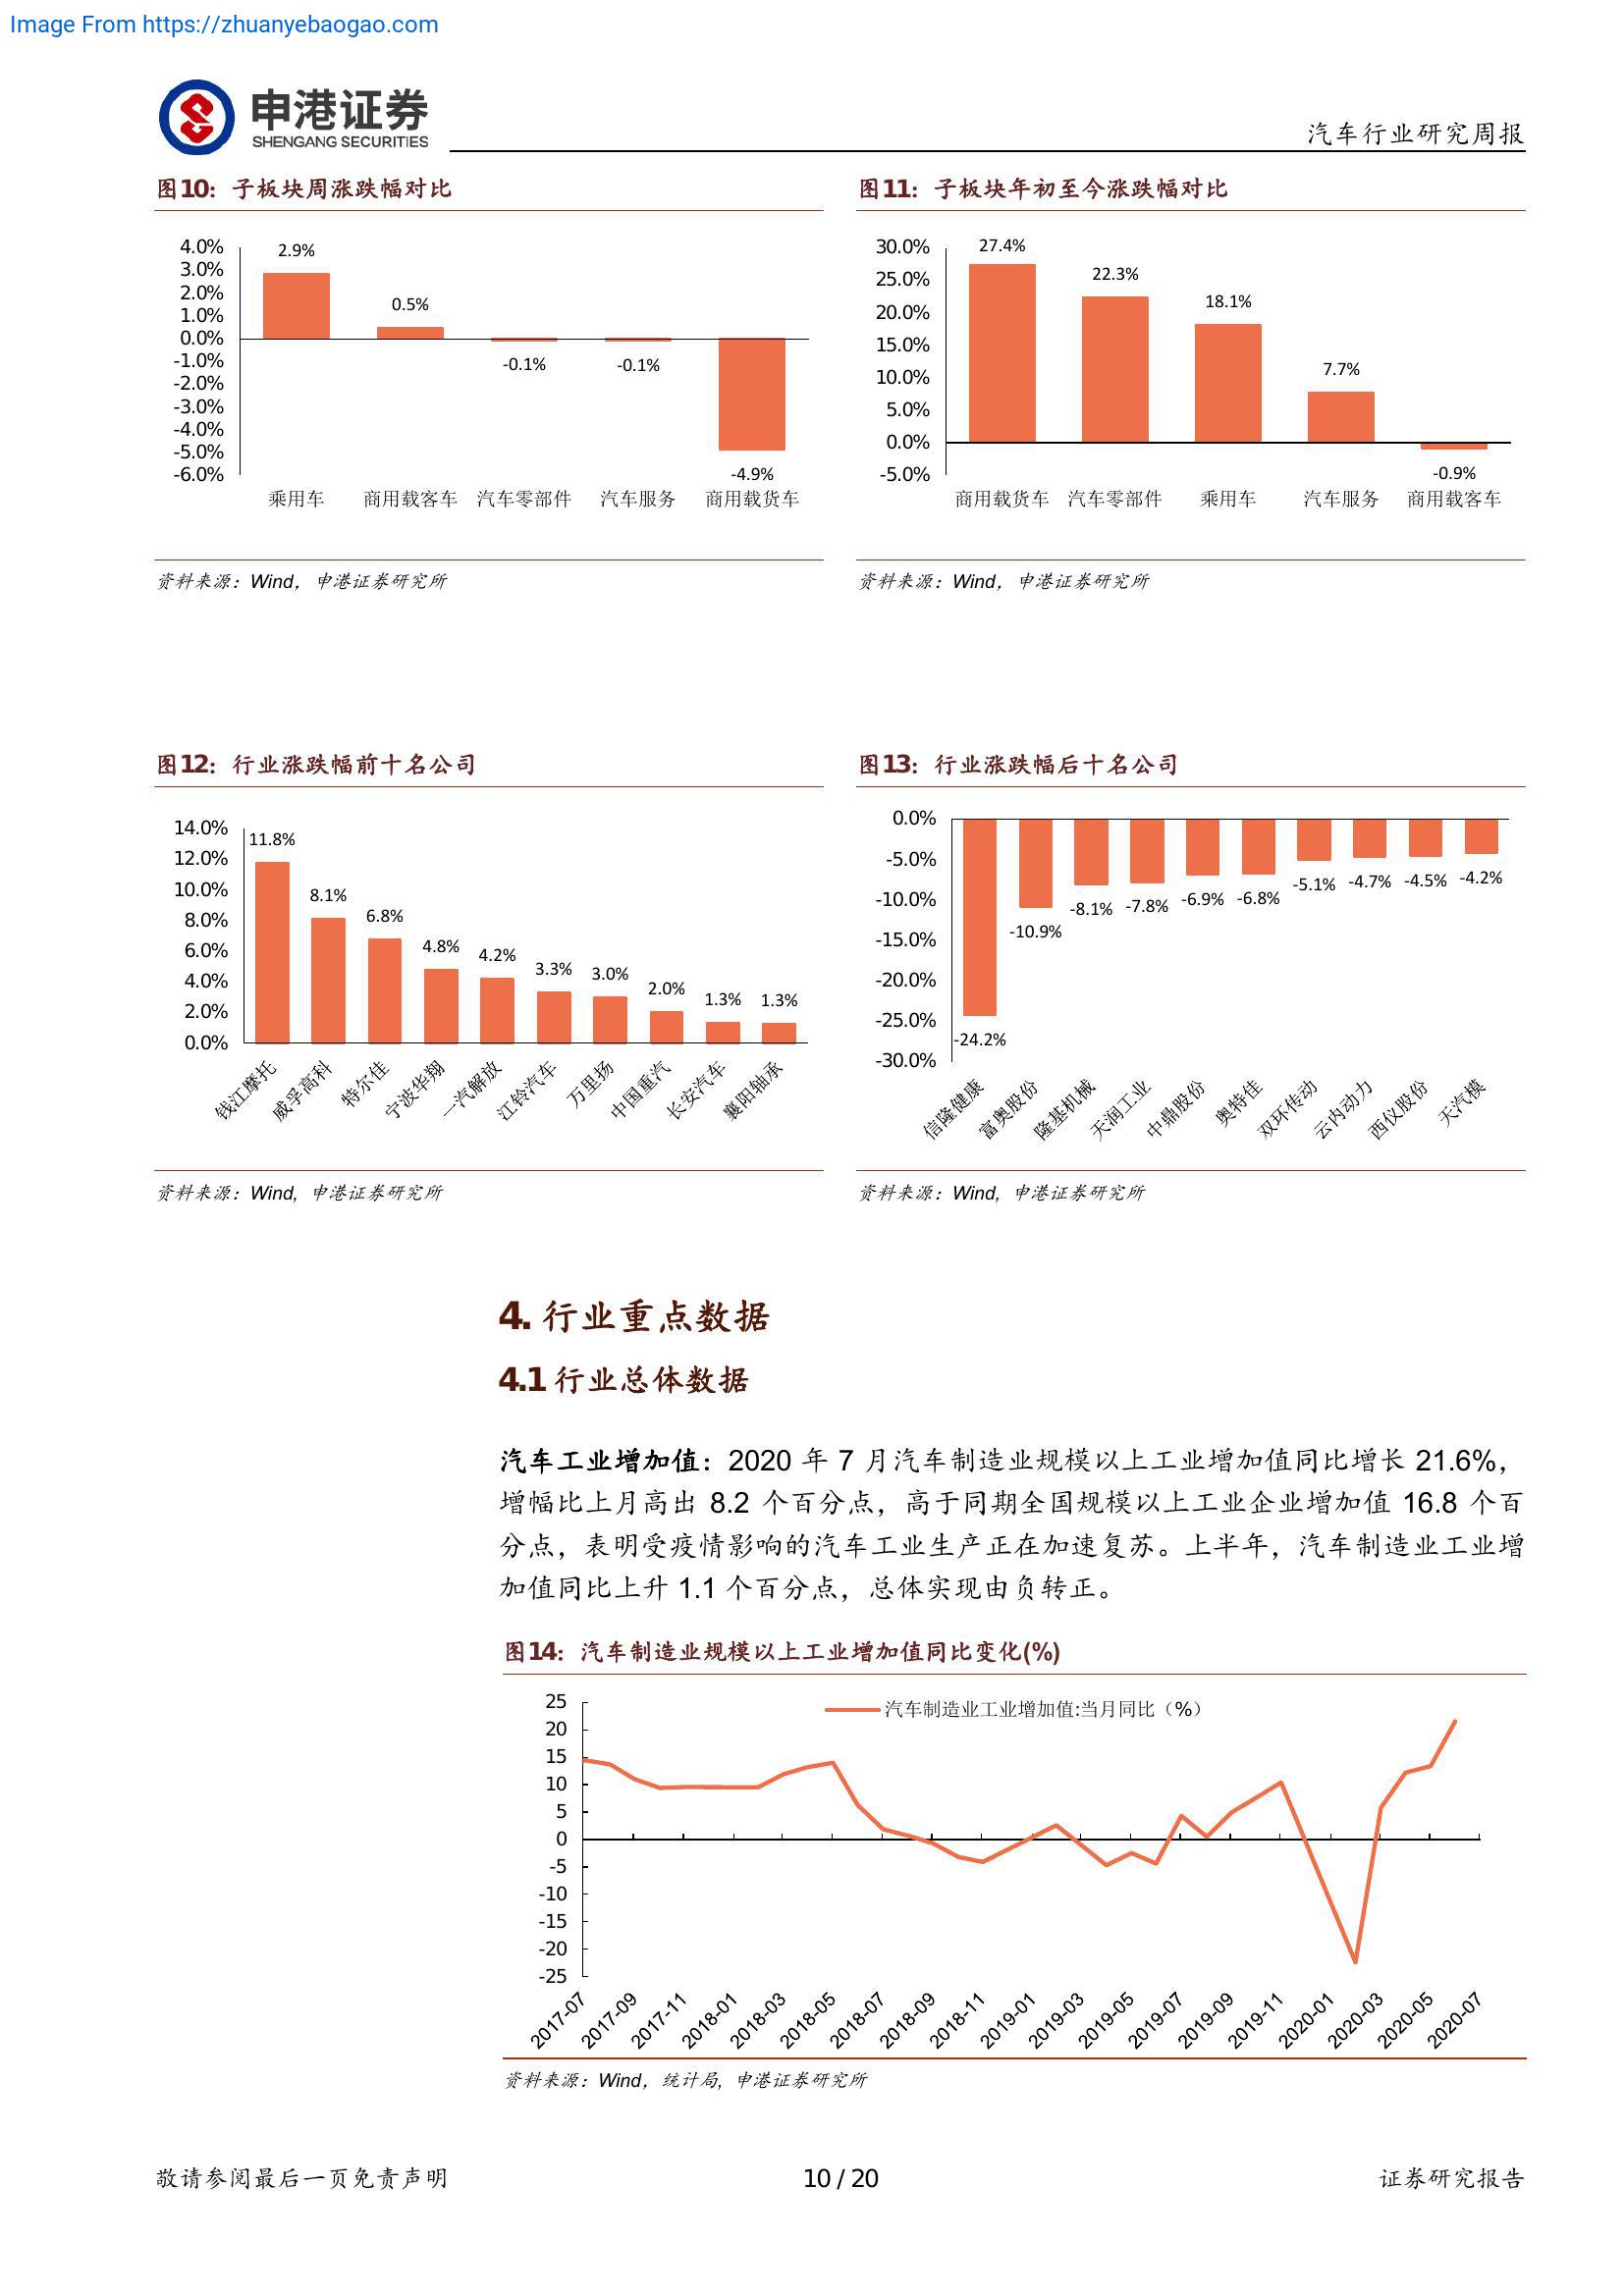 Image From https://zhuanyebaogao.com
申港证券
SHENGANG SECURITIES
汽车行业研究周报
图10：子板块周涨跌幅对比
4.0%
3.0%
2.0%
1.0%
0.0%
-1.0%
-2.0%
-3.0%
-4.0%
-5.0%
-6.0%
2.9%
0.5%
-0.1%
-0.1%
-4.9%
乘用车 商用载客车 汽车零部件 汽车服务 商用载货车
资料来源：Wind，申港证券研究所
图11：子板块年初至今涨跌幅对比
30.0%
25.0%
20.0%
15.0%
10.0%
5.0%
0.0%
-5.0%
27.4%
22.3%
18.1%
7.7%
-0.9%
商用载货车 汽车零部件 乘用车 汽车服务 商用载客车
资料来源：Wind，申港证券研究所
图12：行业涨跌幅前十名公司
14.0%
12.0%
10.0%
8.0%
6.0%
4.0%
2.0%
0.0%
11.8%
8.1%
6.8%
4.8%
4.2%
3.3%
3.0%
2.0%
1.3%
1.3%
钱江摩托
威孚高科
特尔佳
宁波华翔
一汽解放
江铃汽车
万里扬
中国重汽
长安汽车
襄阳轴承
资料来源：Wind, 申港证券研究所
图13：行业涨跌幅后十名公司
0.0%
-5.0%
-10.0%
-15.0%
-20.0%
-25.0%
-30.0%
-24.2%
-10.9%
-8.1%
-7.8%
-6.9%
-6.8%
-5.1%
-4.7%
-4.5%
-4.2%
信隆健康
富奥股份
隆基机械
天润工业
中鼎股份
奥特佳
双环传动
云内动力
西仪股份
天汽模
资料来源：Wind, 申港证券研究所
4. 行业重点数据
4.1 行业总体数据
汽车工业增加值：2020 年 7 月汽车制造业规模以上工业增加值同比增长 21.6%，
增幅比上月高出 8.2 个百分点，高于同期全国规模以上工业企业增加值 16.8 个百
分点，表明受疫情影响的汽车工业生产正在加速复苏。上半年，汽车制造业工业增
加值同比上升 1.1 个百分点，总体实现由负转正。
图14：汽车制造业规模以上工业增加值同比变化(%)
汽车制造业工业增加值:当月同比（%）
25
20
15
10
5
0
-5
-10
-15
-20
-25
2017-07
2017-09
2017-11
2018-01
2018-03
2018-05
2018-07
2018-09
2018-11
2019-01
2019-03
2019-05
2019-07
2019-09
2019-11
2020-01
2020-03
2020-05
2020-07
资料来源：Wind，统计局, 申港证券研究所
敬请参阅最后一页免责声明
10 / 20
证券研究报告